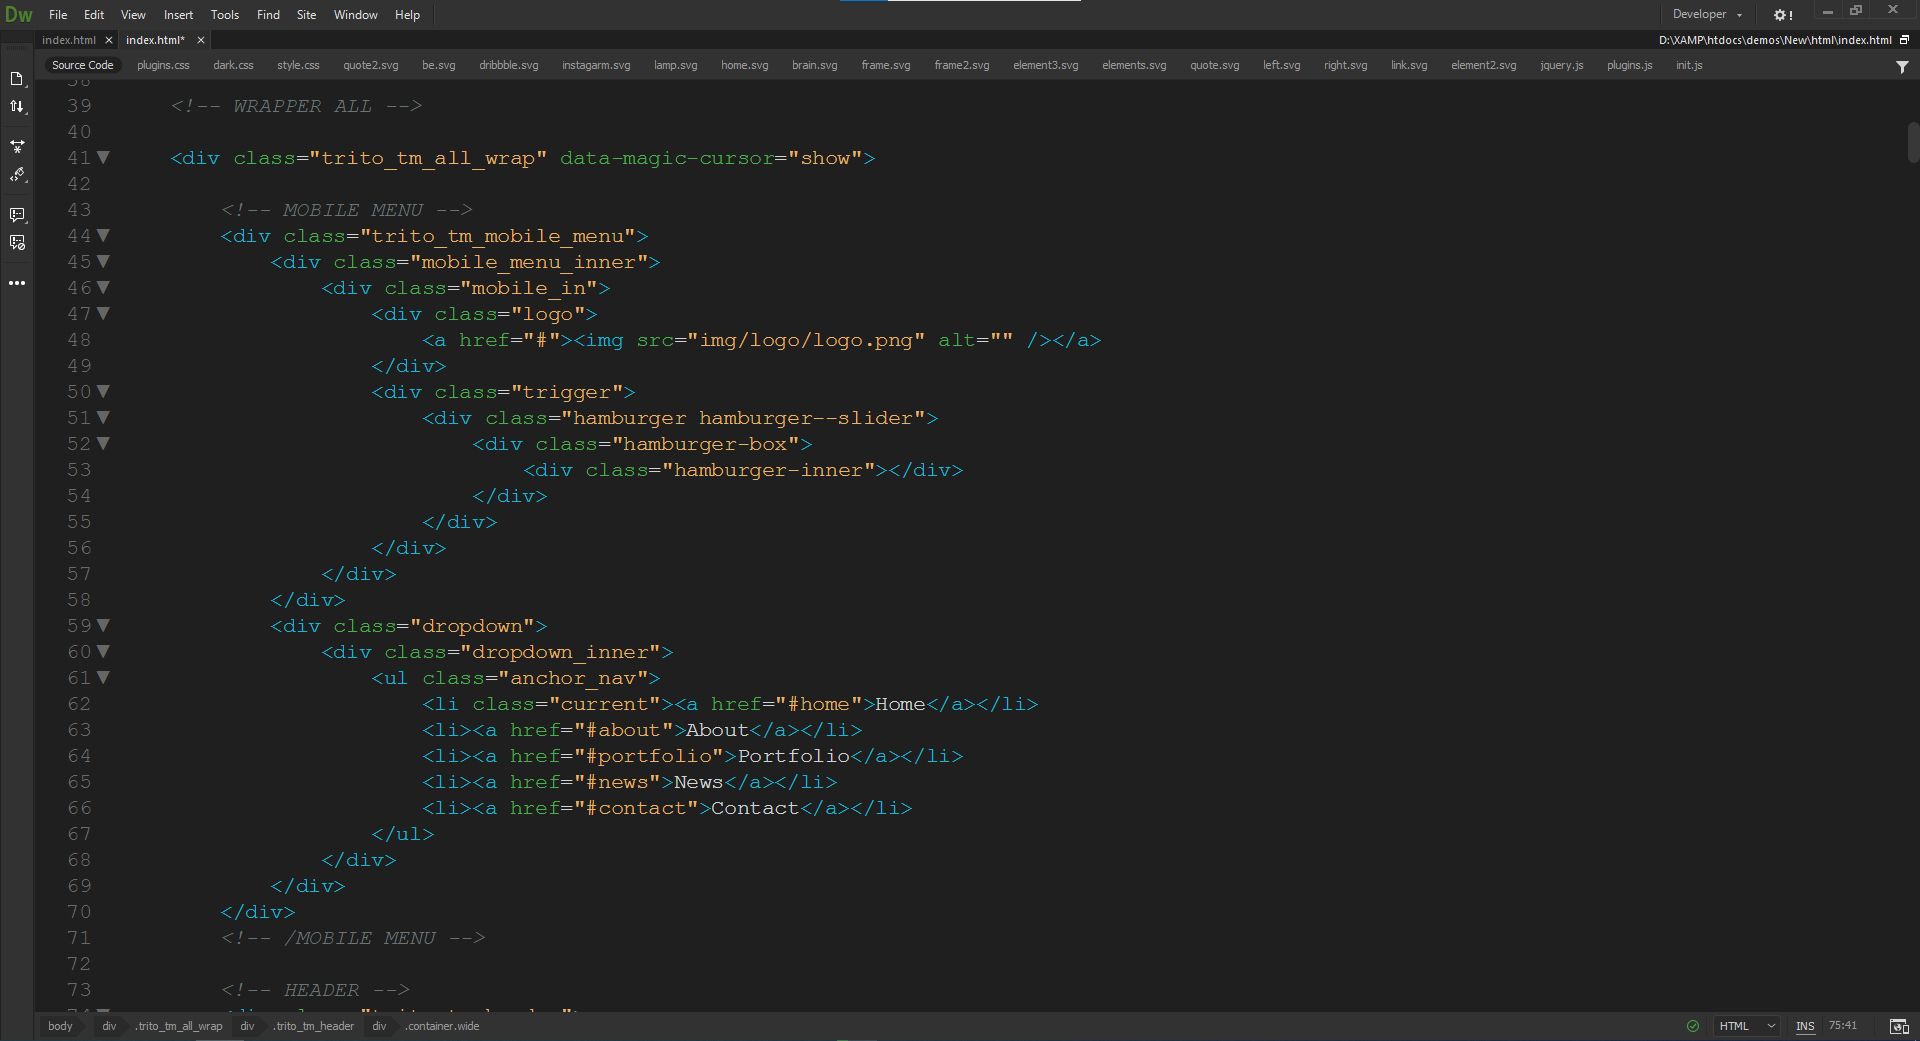 Dw File Edit View Insert Tools Find Site Window Help Developer
index.html × index.html* × D:\XAMP\htdocs\demos\New\html\index.html
Source Code plugins.css dark.css style.css quote2.svg be.svg dribbble.svg instagarm.svg lamp.svg home.svg brain.svg frame.svg frame2.svg element3.svg elements.svg quote.svg left.svg right.svg link.svg element2.svg jquery.js plugins.js init.js
38
39 <!-- WRAPPER ALL -->
40
41 <div class="trito_tm_all_wrap" data-magic-cursor="show">
42
43 <!-- MOBILE MENU -->
44 <div class="trito_tm_mobile_menu">
45 <div class="mobile_menu_inner">
46 <div class="mobile_in">
47 <div class="logo">
48 <a href="#"><img src="img/logo/logo.png" alt="" /></a>
49 </div>
50 <div class="trigger">
51 <div class="hamburger hamburger--slider">
52 <div class="hamburger-box">
53 <div class="hamburger-inner"></div>
54 </div>
55 </div>
56 </div>
57 </div>
58 </div>
59 <div class="dropdown">
60 <div class="dropdown_inner">
61 <ul class="anchor_nav">
62 <li class="current"><a href="#home">Home</a></li>
63 <li><a href="#about">About</a></li>
64 <li><a href="#portfolio">Portfolio</a></li>
65 <li><a href="#news">News</a></li>
66 <li><a href="#contact">Contact</a></li>
67 </ul>
68 </div>
69 </div>
70 </div>
71 <!-- /MOBILE MENU -->
72
73 <!-- HEADER -->
74 <div class="trito_tm_header">
body div .trito_tm_all_wrap div .trito_tm_header div .container.wide HTML INS 75:41